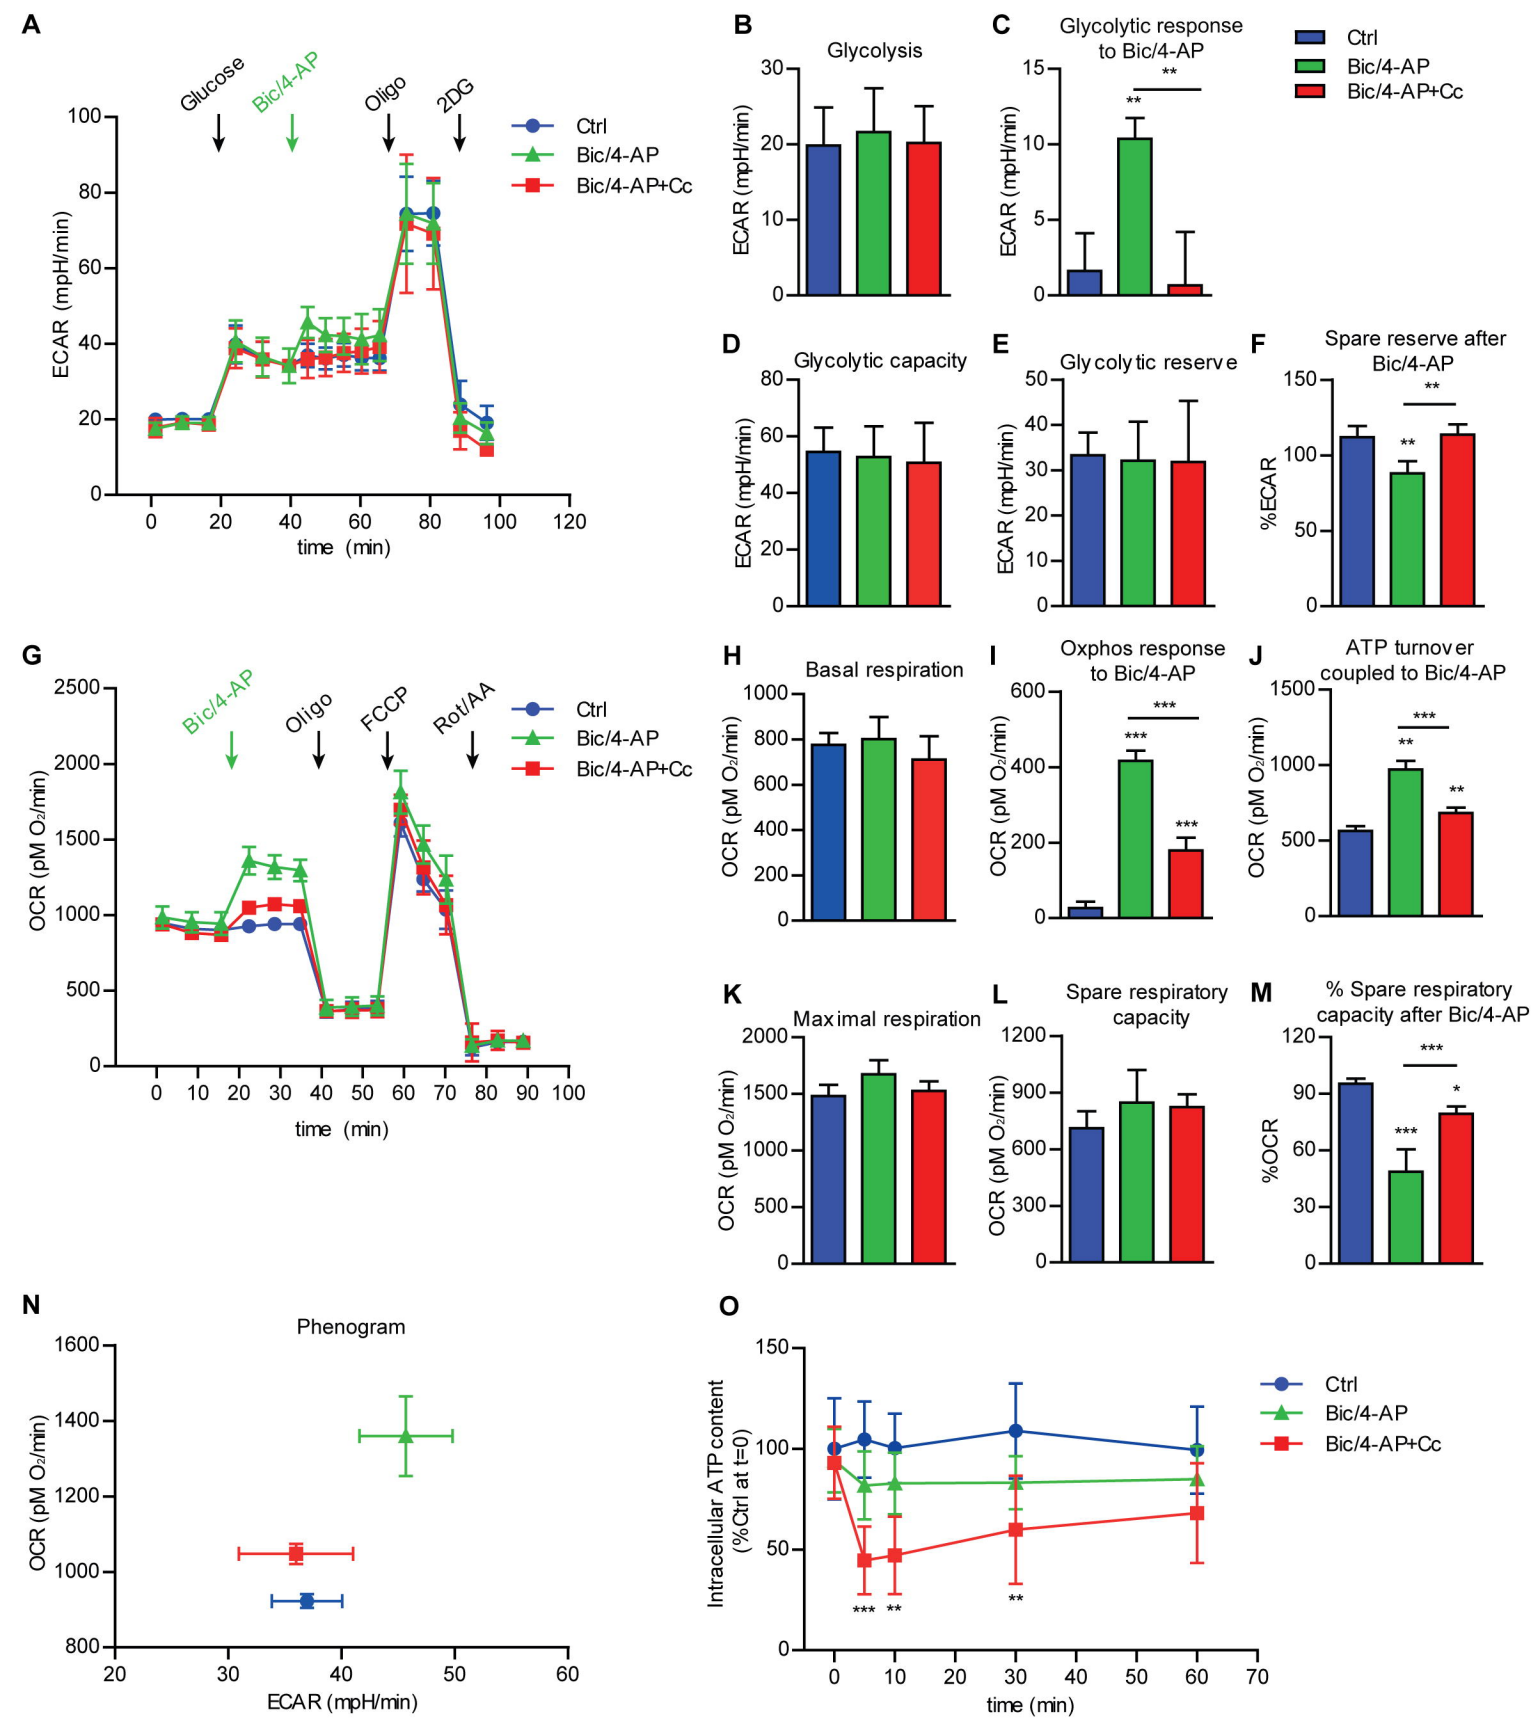 A
Glucose
Bic/4-AP
Oligo
2DG
Ctrl
Bic/4-AP
Bic/4-AP+Cc
ECAR (mpH/min)
100
80
60
40
20
0
0 20 40 60 80 100 120
time (min)
B
Glycolysis
ECAR (mpH/min)
30
20
10
0
C
Glycolytic response
to Bic/4-AP
ECAR (mpH/min)
15
10
5
0
**
**
Ctrl
Bic/4-AP
Bic/4-AP+Cc
D
Glycolytic capacity
ECAR (mpH/min)
80
60
40
20
0
E
Glycolytic reserve
ECAR (mpH/min)
50
40
30
20
10
0
F
Spare reserve after
Bic/4-AP
%ECAR
150
100
50
0
**
**
G
Bic/4-AP
Oligo
FCCP
Rot/AA
Ctrl
Bic/4-AP
Bic/4-AP+Cc
OCR (pM O2/min)
2500
2000
1500
1000
500
0
0 10 20 30 40 50 60 70 80 90 100
time (min)
H
Basal respiration
OCR (pM O2/min)
1000
800
600
400
200
0
I
Oxphos response
to Bic/4-AP
OCR (pM O2/min)
600
400
200
0
***
***
***
J
ATP turnover
coupled to Bic/4-AP
OCR (pM O2/min)
1500
1000
500
0
***
**
**
K
Maximal respiration
OCR (pM O2/min)
2000
1500
1000
500
0
L
Spare respiratory
capacity
OCR (pM O2/min)
1200
900
600
300
0
M
% Spare respiratory
capacity after Bic/4-AP
%OCR
120
90
60
30
0
***
*
***
N
Phenogram
OCR (pM O2/min)
1600
1400
1200
1000
800
20 30 40 50 60
ECAR (mpH/min)
O
Intracellular ATP content
(%Ctrl at t=0)
150
100
50
0
*** ** **
0 10 20 30 40 50 60 70
time (min)
Ctrl
Bic/4-AP
Bic/4-AP+Cc